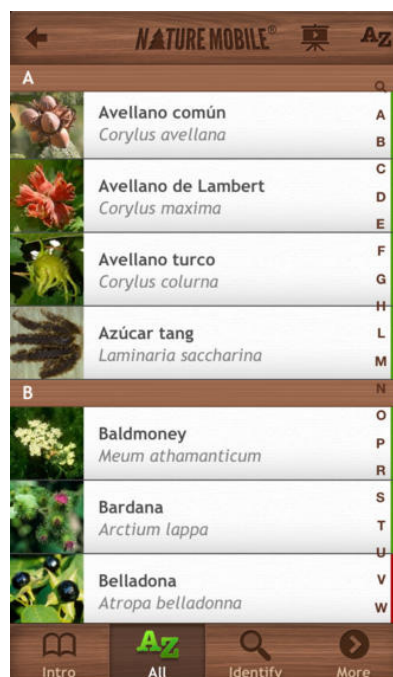 NATURE MOBILE®
AZ
A
Avellano común
Corylus avellana
Avellano de Lambert
Corylus maxima
Avellano turco
Corylus colurna
Azúcar tang
Laminaria saccharina
B
Baldmoney
Meum athamanticum
Bardana
Arctium lappa
Belladona
Atropa belladonna
A
B
C
D
E
F
G
H
L
M
N
O
P
R
S
T
U
V
W
AZ
Intro
All
Identify
More